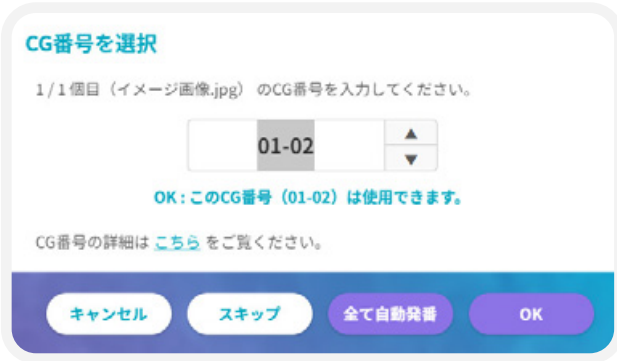 CG番号を選択
1/1個目（イメージ画像.jpg） のCG番号を入力してください。
01-02
▲
▼
OK : このCG番号（01-02）は使用できます。
CG番号の詳細は こちら をご覧ください。
キャンセル スキップ 全て自動発番 OK